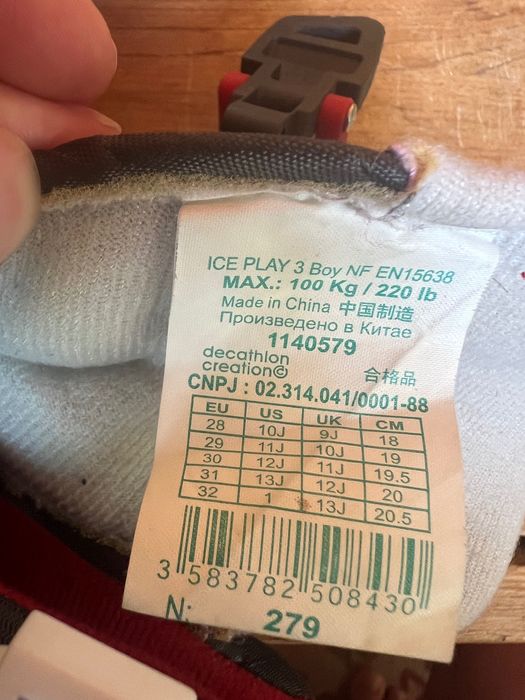 ICE PLAY 3 Boy NF EN15638
MAX.: 100 Kg / 220 lb
Made in China 中国制造
Произведено в Китае
1140579
decathlon
creation© 合格品
CNPJ : 02.314.041/0001-88
EU US UK CM
28 10J 9J 18
29 11J 10J 19
30 12J 11J 19.5
31 13J 12J 20
32 1 13J 20.5
3 583782 508430
N: 279